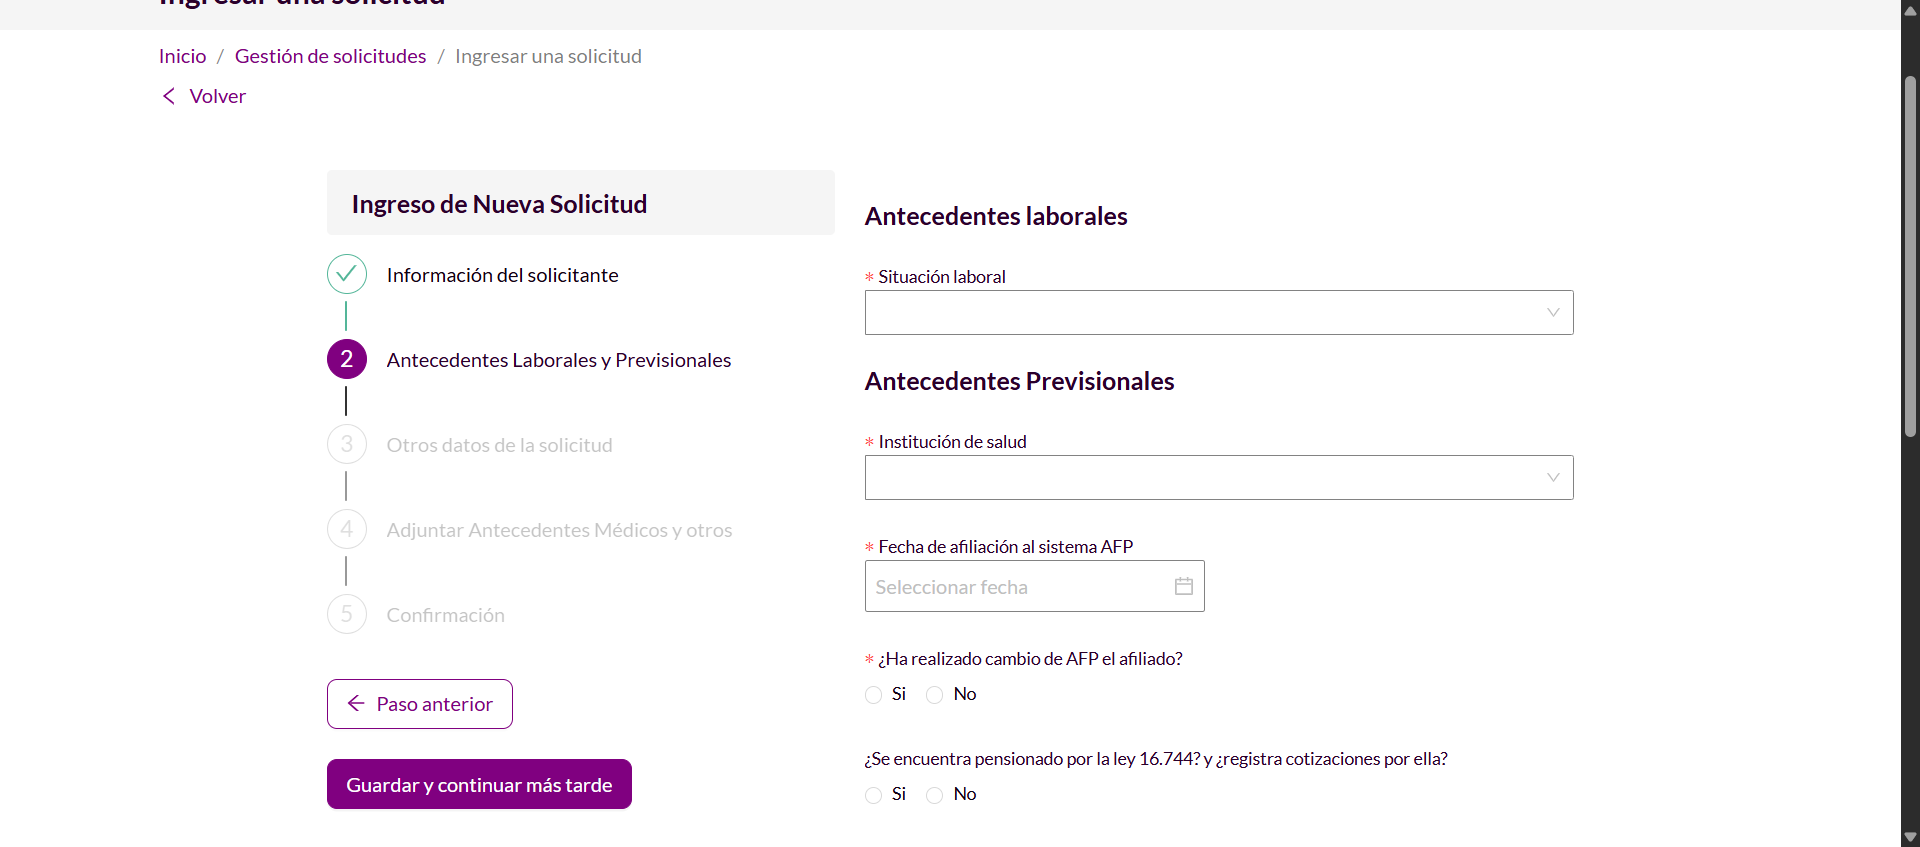 Ingresar una solicitud
Inicio / Gestión de solicitudes / Ingresar una solicitud
Volver
Ingreso de Nueva Solicitud
Información del solicitante
2 Antecedentes Laborales y Previsionales
3 Otros datos de la solicitud
4 Adjuntar Antecedentes Médicos y otros
5 Confirmación
Paso anterior
Guardar y continuar más tarde
Antecedentes laborales
* Situación laboral
Antecedentes Previsionales
* Institución de salud
* Fecha de afiliación al sistema AFP
Seleccionar fecha
* ¿Ha realizado cambio de AFP el afiliado?
Si No
¿Se encuentra pensionado por la ley 16.744? y ¿registra cotizaciones por ella?
Si No